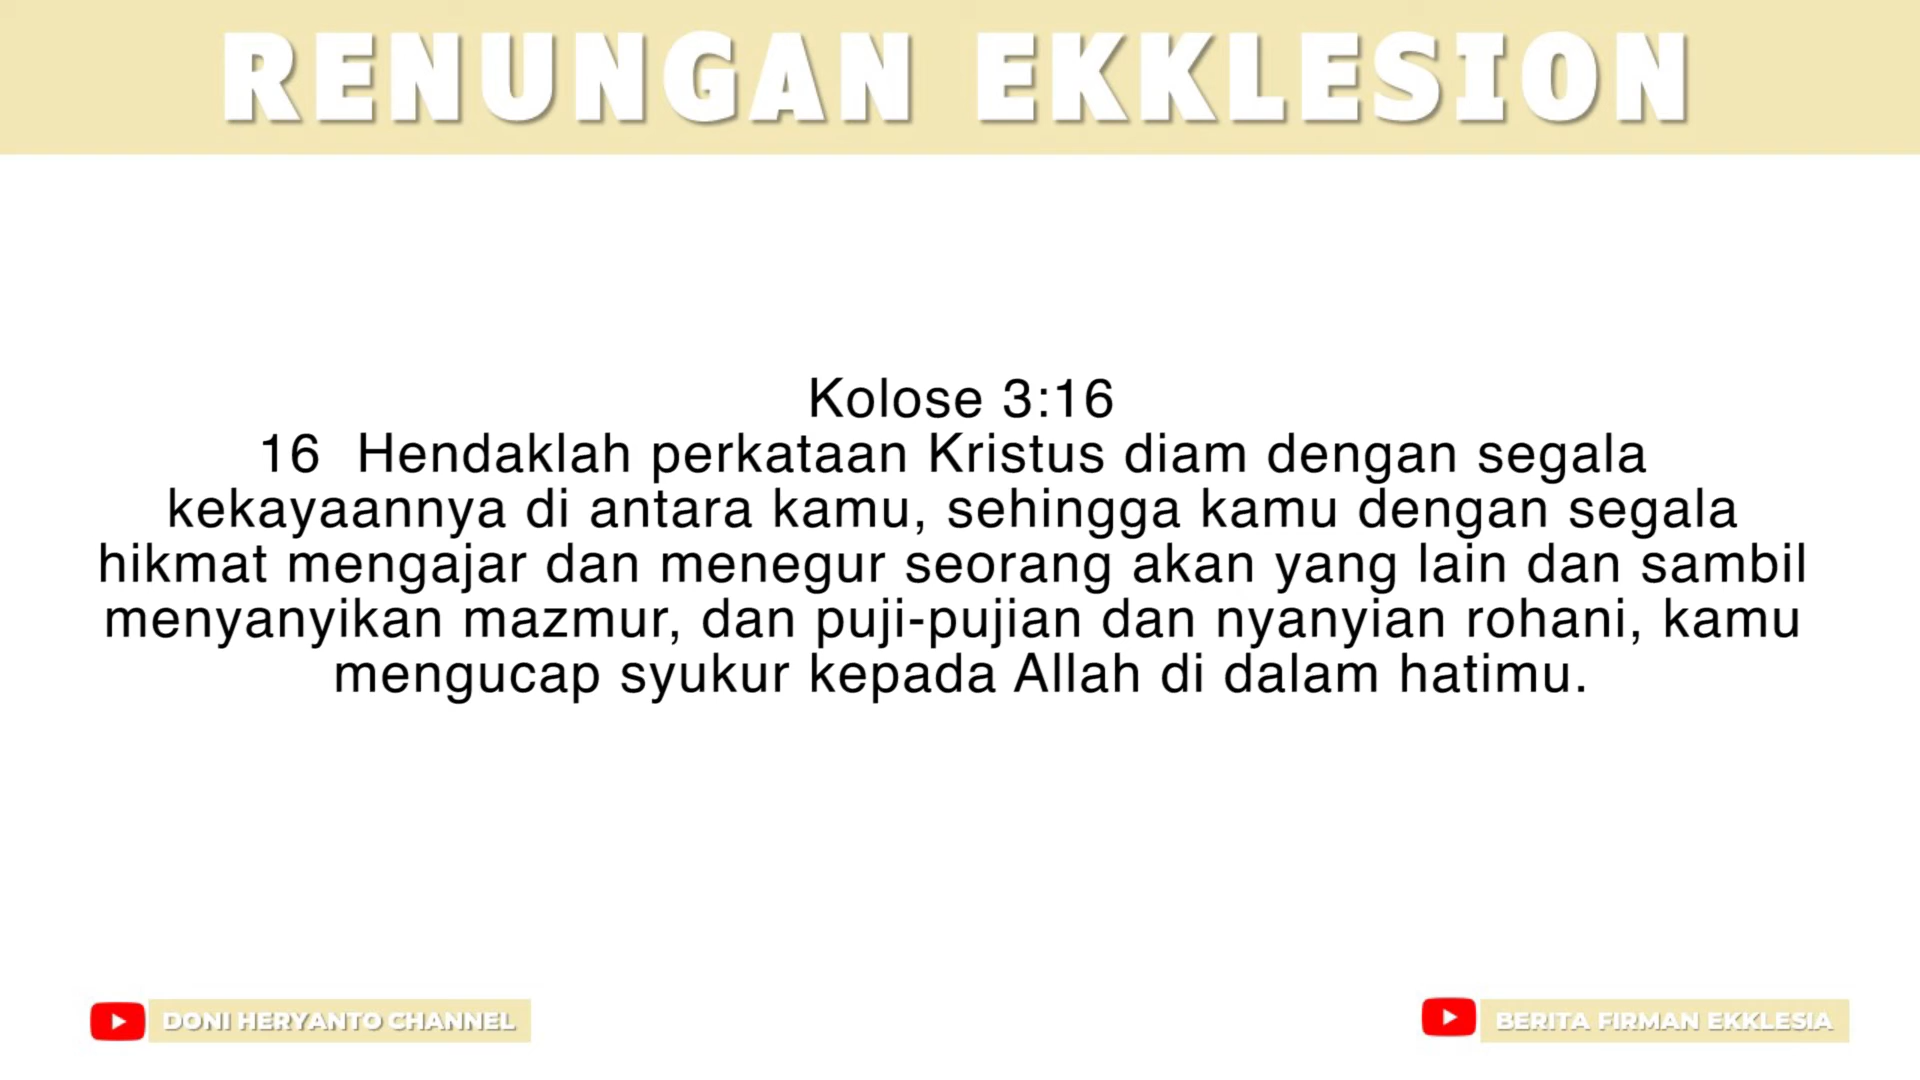 RENUNGAN EKKLESION
Kolose 3:16
16  Hendaklah perkataan Kristus diam dengan segala
kekayaannya di antara kamu, sehingga kamu dengan segala
hikmat mengajar dan menegur seorang akan yang lain dan sambil
menyanyikan mazmur, dan puji-pujian dan nyanyian rohani, kamu
mengucap syukur kepada Allah di dalam hatimu.
DONI HERYANTO CHANNEL
BERITA FIRMAN EKKLESIA